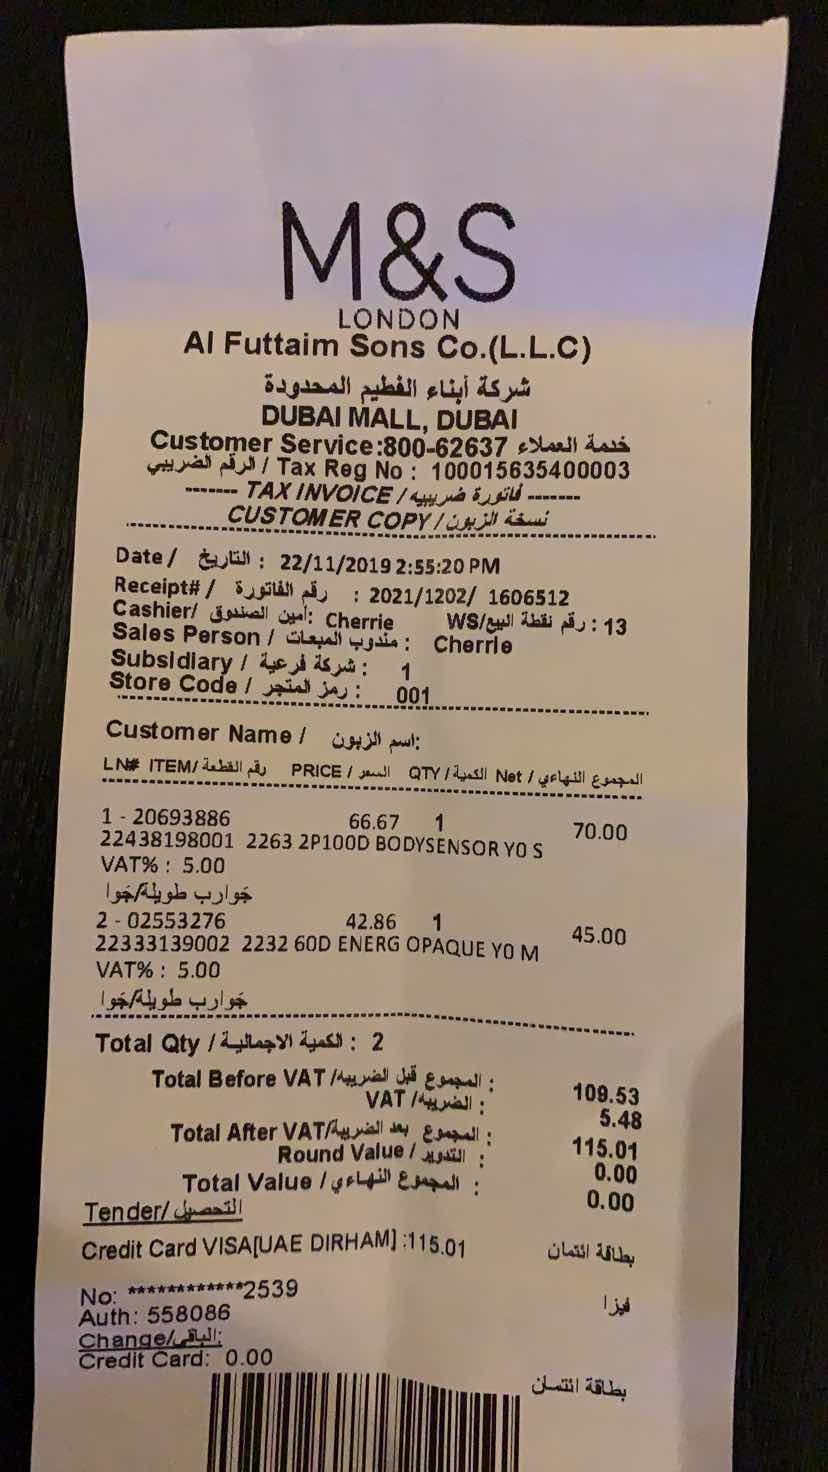 M&S
LONDON
Al Futtaim Sons Co.(L.L.C)
شركة أبناء الفطيم المحدودة
DUBAI MALL, DUBAI
Customer Service:800-62637 خدمة العملاء
الرقم الضريبي / Tax Reg No : 100015635400003
------- TAX INVOICE / فاتورة ضريبيه -------
CUSTOMER COPY / نسخة الزبون
Date / التاريخ : 22/11/2019 2:55:20 PM
Receipt# / رقم الفاتورة : 2021/1202/ 1606512
Cashier/ أمين الصندوق: Cherrie WS/رقم نقطة البيع : 13
Sales Person / مندوب المبعات : Cherrie
Subsidiary / شركة فرعية : 1
Store Code / رمز المتجر : 001
Customer Name / اسم الزبون:
LN# ITEM/ رقم القطعة PRICE / السعر QTY / الكمية Net / المجموع النهاءي
1 - 20693886 66.67 1 70.00
22438198001 2263 2P100D BODYSENSOR Y0 S
VAT% : 5.00
جَوارب طويلة/جَوا
2 - 02553276 42.86 1 45.00
22333139002 2232 60D ENERG OPAQUE Y0 M
VAT% : 5.00
جَوارب طويلة/جَوا
Total Qty / الكمية الاجمالية : 2
Total Before VAT /المجموع قبل الضريبه : 109.53
VAT /الضريبه : 5.48
Total After VAT/المجموع بعد الضريبه : 115.01
Round Value / التدوير : 0.00
Total Value / المجموع النهاءي : 0.00
Tender/ التحصيل
Credit Card VISA[UAE DIRHAM] :115.01 بطاقة ائتمان
No: ************2539 فيزا
Auth: 558086
Change/الباقي:
Credit Card: 0.00 بطاقة ائتمان